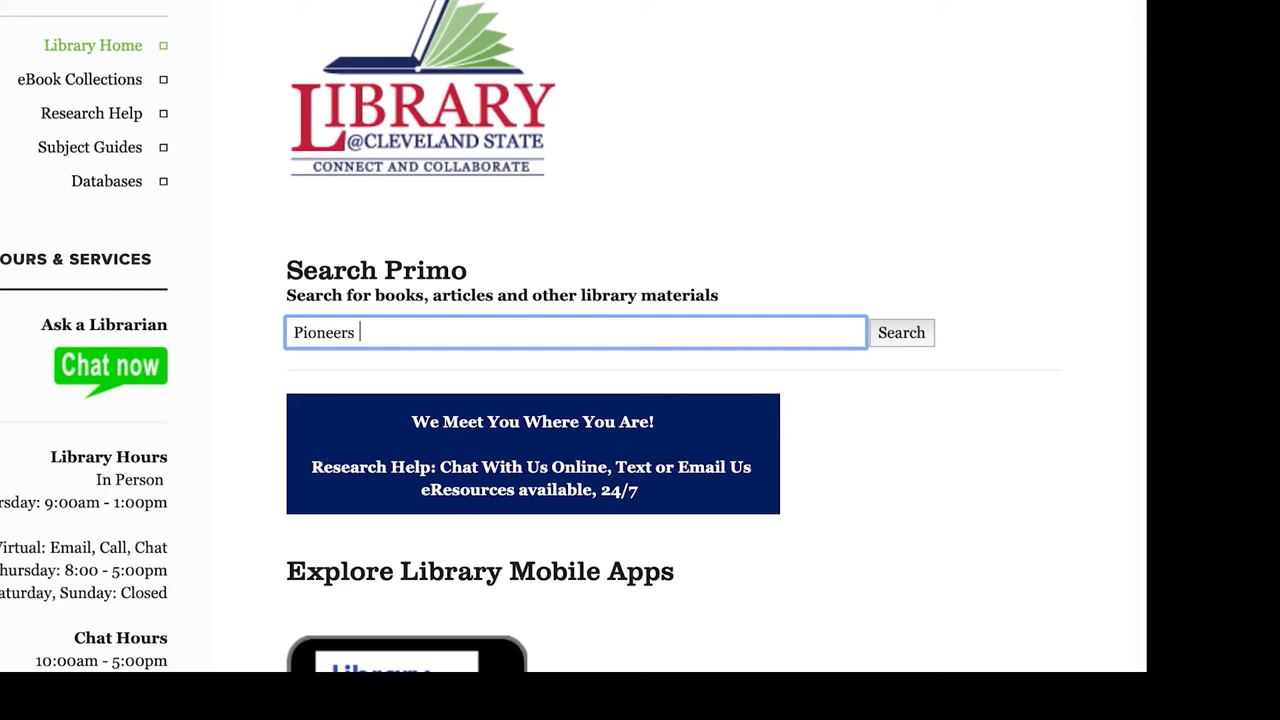 Library Home
eBook Collections
Research Help
Subject Guides
Databases
OURS & SERVICES
Ask a Librarian
Chat now
Library Hours
In Person
rsday: 9:00am - 1:00pm
Virtual: Email, Call, Chat
hursday: 8:00 - 5:00pm
aturday, Sunday: Closed
Chat Hours
10:00am - 5:00pm
LIBRARY
@CLEVELAND STATE
CONNECT AND COLLABORATE
Search Primo
Search for books, articles and other library materials
Pioneers
Search
We Meet You Where You Are!
Research Help: Chat With Us Online, Text or Email Us
eResources available, 24/7
Explore Library Mobile Apps
Library